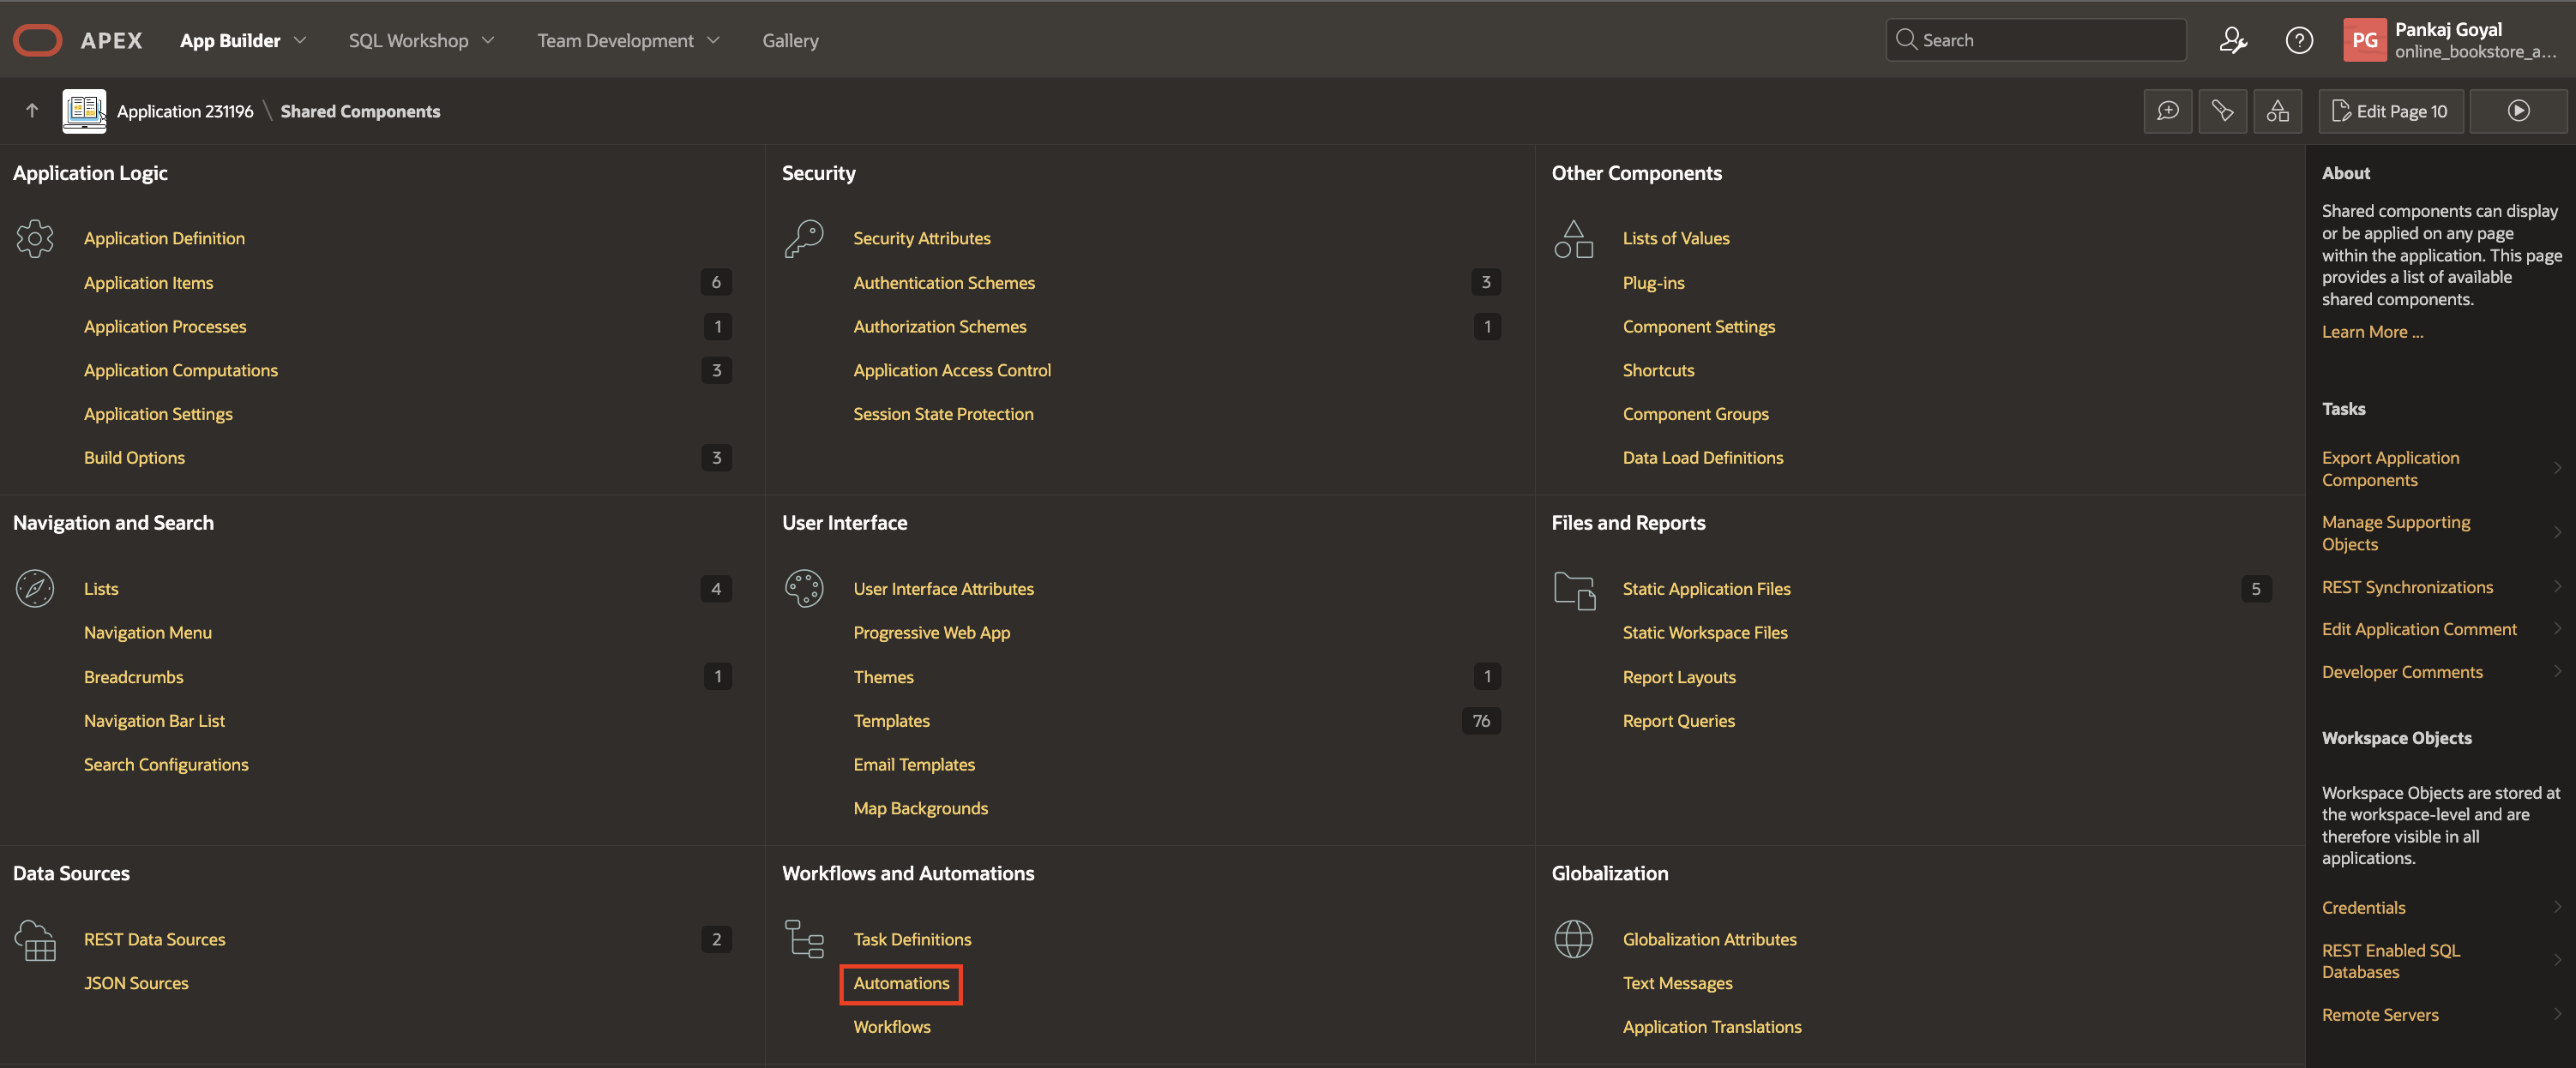 APEX App Builder SQL Workshop Team Development Gallery Search PG Pankaj Goyal
online_bookstore_a...
Application 231196 \ Shared Components Edit Page 10
Application Logic
Application Definition
Application Items 6
Application Processes 1
Application Computations 3
Application Settings
Build Options 3
Security
Security Attributes
Authentication Schemes 3
Authorization Schemes 1
Application Access Control
Session State Protection
Other Components
Lists of Values
Plug-ins
Component Settings
Shortcuts
Component Groups
Data Load Definitions
Navigation and Search
Lists 4
Navigation Menu
Breadcrumbs 1
Navigation Bar List
Search Configurations
User Interface
User Interface Attributes
Progressive Web App
Themes 1
Templates 76
Email Templates
Map Backgrounds
Files and Reports
Static Application Files 5
Static Workspace Files
Report Layouts
Report Queries
Data Sources
REST Data Sources 2
JSON Sources
Workflows and Automations
Task Definitions
Automations
Workflows
Globalization
Globalization Attributes
Text Messages
Application Translations
About
Shared components can display
or be applied on any page
within the application. This page
provides a list of available
shared components.
Learn More ...
Tasks
Export Application
Components
Manage Supporting
Objects
REST Synchronizations
Edit Application Comment
Developer Comments
Workspace Objects
Workspace Objects are stored at
the workspace-level and are
therefore visible in all
applications.
Credentials
REST Enabled SQL
Databases
Remote Servers